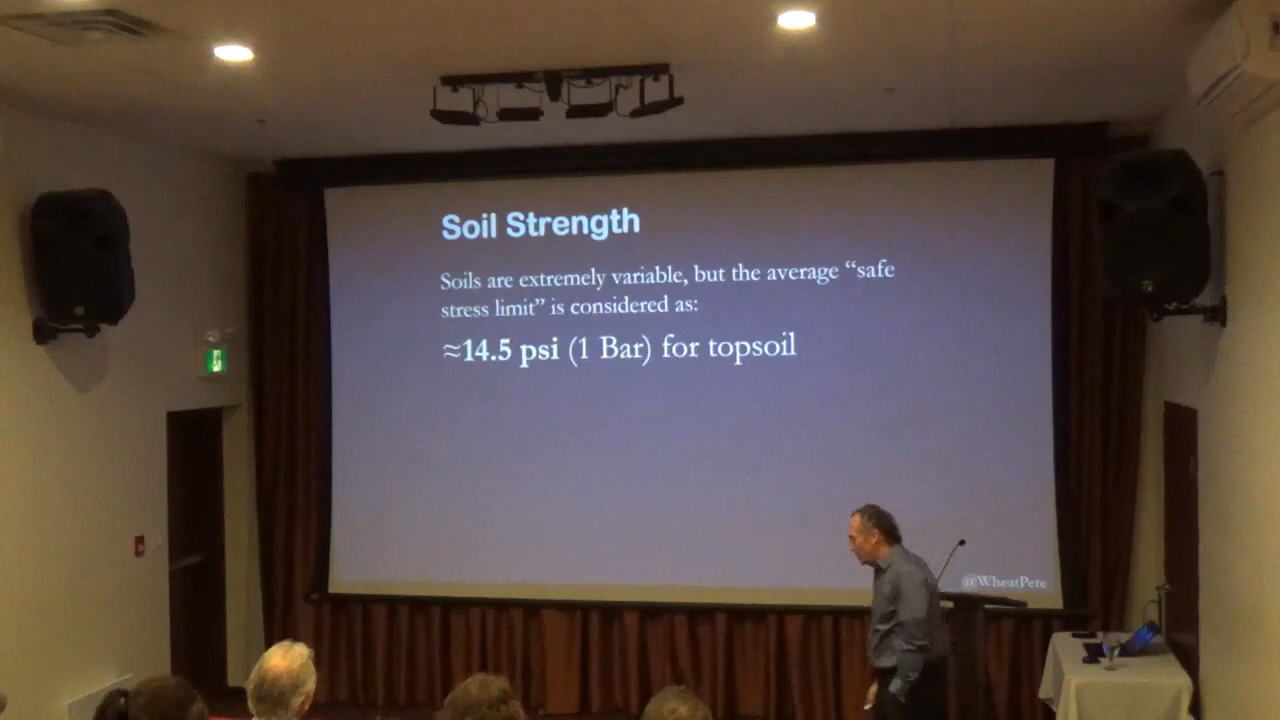 Soil Strength
Soils are extremely variable, but the average “safe
stress limit” is considered as:
≈14.5 psi (1 Bar) for topsoil
@WheatPete